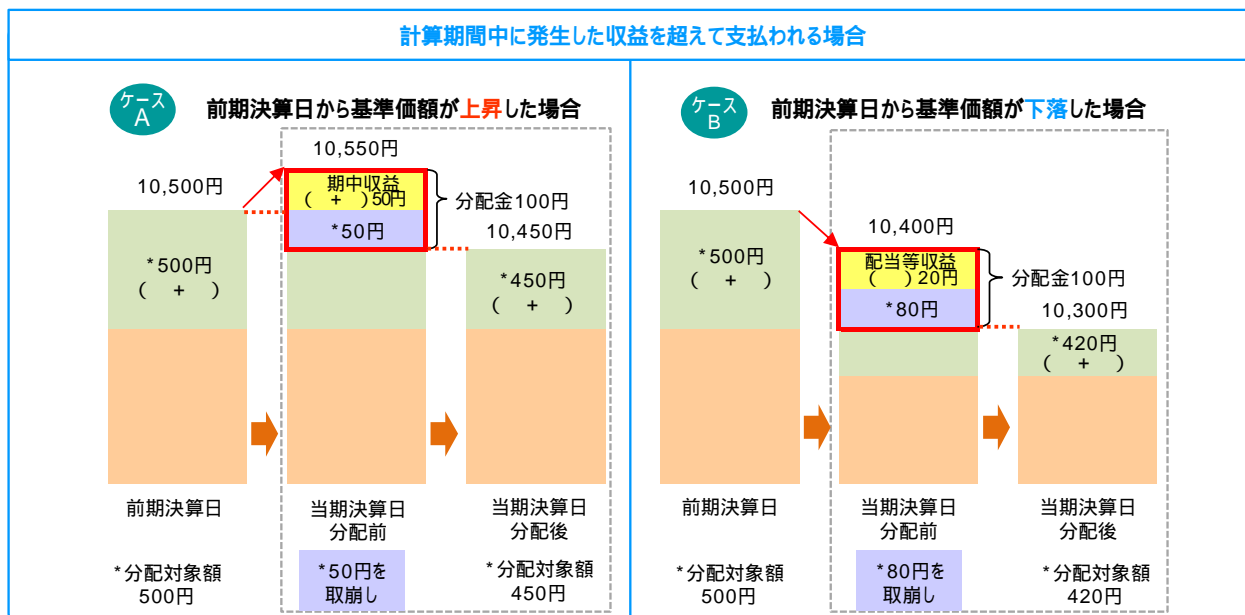 計算期間中に発生した収益を超えて支払われる場合
ケース
A
前期決算日から基準価額が上昇した場合
10,550円
10,500円
期中収益
( + )50円
*50円
分配金100円
10,450円
*500円
( + )
*450円
( + )
前期決算日
当期決算日
分配前
当期決算日
分配後
*分配対象額
500円
*50円を
取崩し
*分配対象額
450円
ケース
B
前期決算日から基準価額が下落した場合
10,500円
10,400円
配当等収益
( )20円
*80円
分配金100円
10,300円
*500円
( + )
*420円
( + )
前期決算日
当期決算日
分配前
当期決算日
分配後
*分配対象額
500円
*80円を
取崩し
*分配対象額
420円